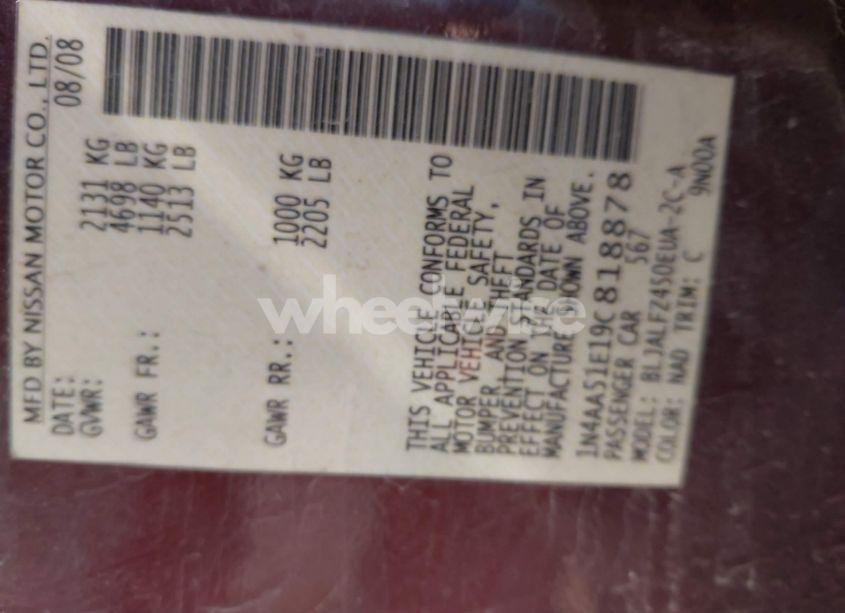 MFD BY NISSAN MOTOR CO., LTD.
DATE: 08/08
GVWR: 2131 KG
4698 LB
GAWR FR.: 1140 KG
2513 LB
GAWR RR.: 1000 KG
2205 LB
THIS VEHICLE CONFORMS TO
ALL APPLICABLE FEDERAL
MOTOR VEHICLE SAFETY,
BUMPER, AND THEFT
PREVENTION STANDARDS IN
EFFECT ON THE DATE OF
MANUFACTURE SHOWN ABOVE.
1N4AA51E19C818878
PASSENGER CAR 567
MODEL: BLJALFZ450EUA-2C-A
COLOR: NAD TRIM: C 9N00A
wheelwise